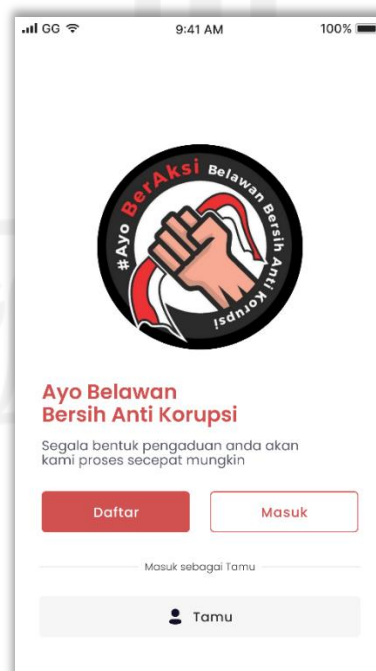 GG 9:41 AM 100%
#Ayo BerAksi Belawan Bersih Anti Korupsi
Ayo Belawan
Bersih Anti Korupsi
Segala bentuk pengaduan anda akan
kami proses secepat mungkin
Daftar Masuk
Masuk sebagai Tamu
Tamu